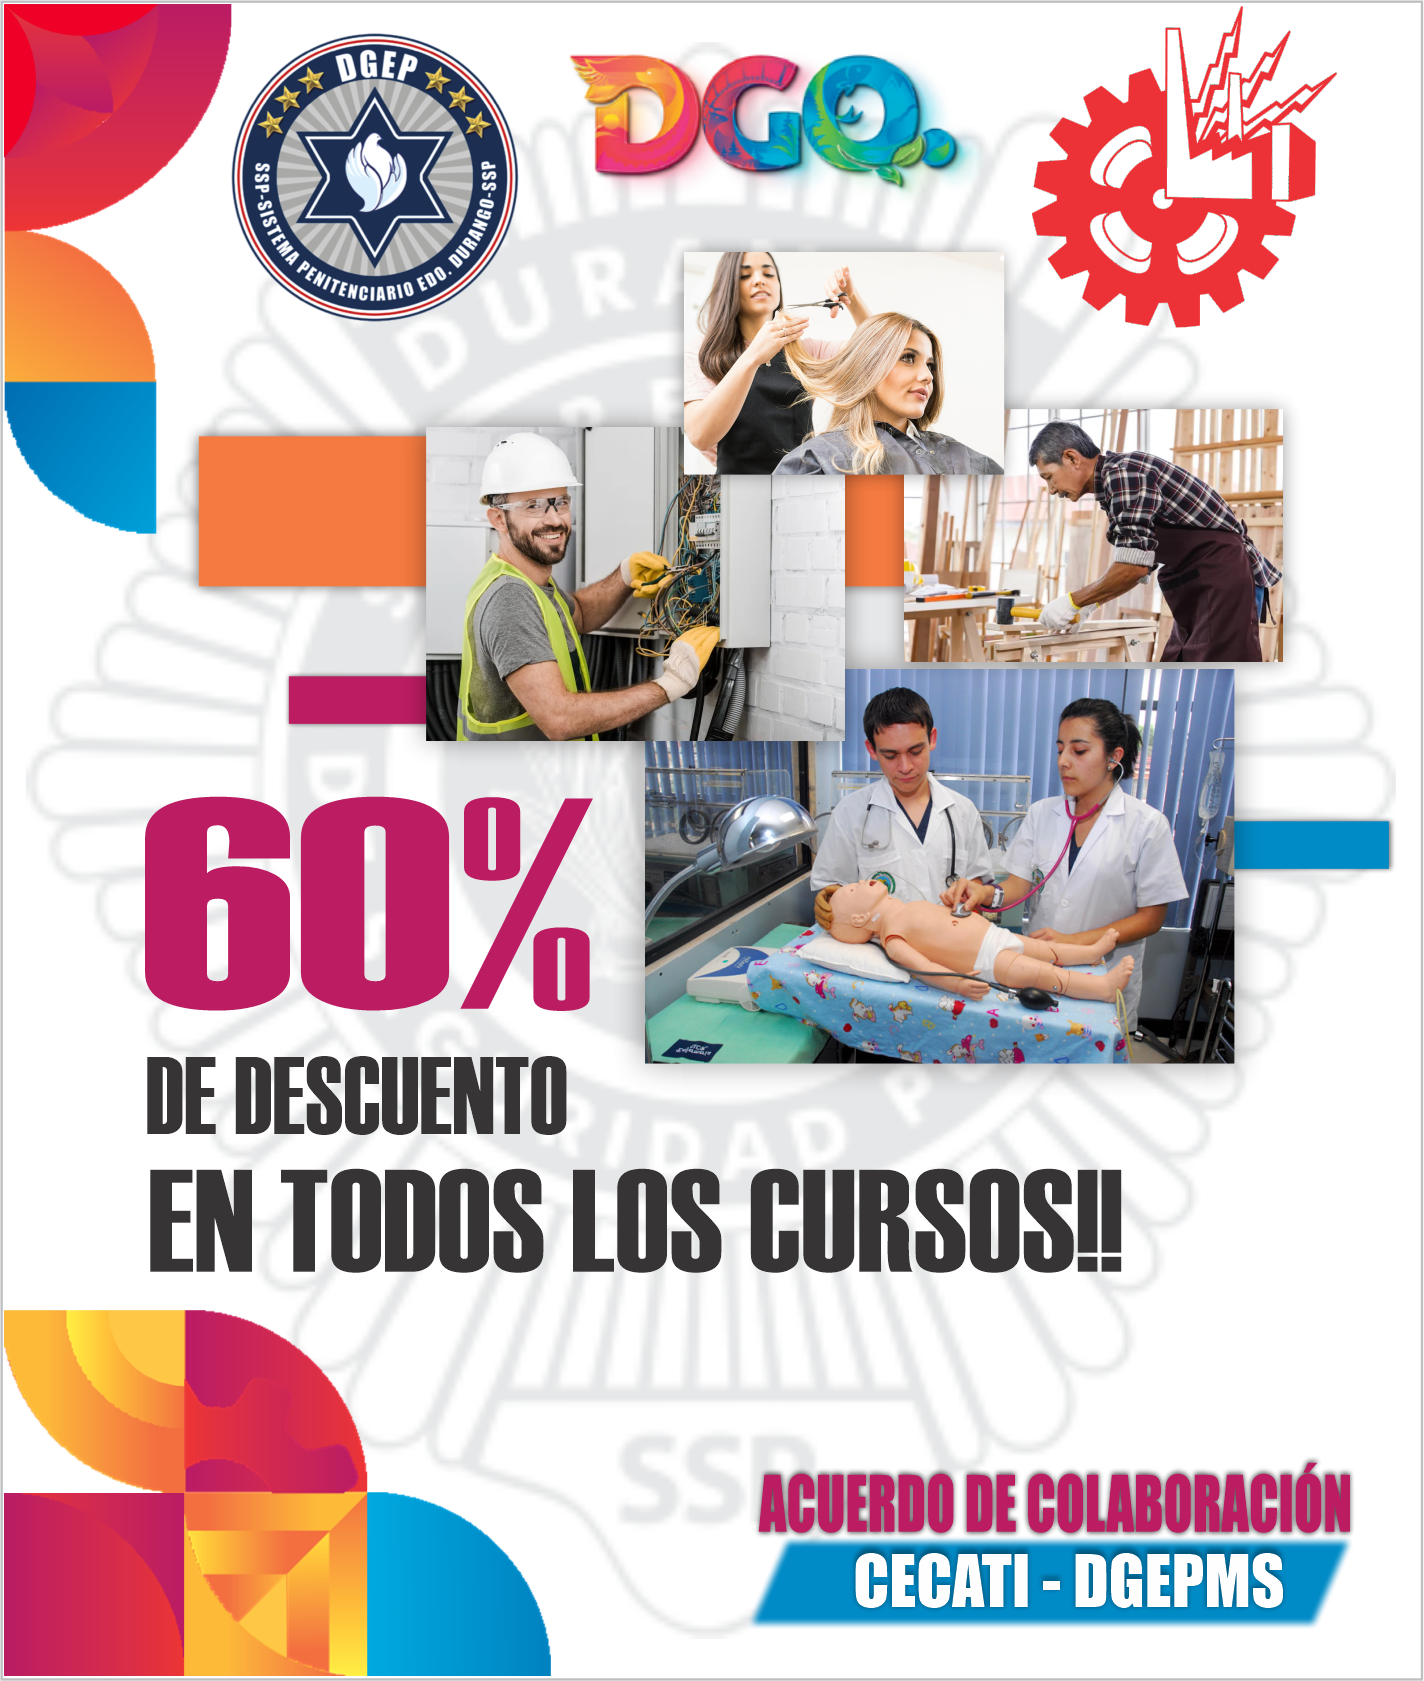 DGEP
SSP-SISTEMA PENITENCIARIO EDO. DURANGO-SSP
DGO.
60%
DE DESCUENTO
EN TODOS LOS CURSOS!!
SSP
ACUERDO DE COLABORACIÓN
CECATI - DGEPMS